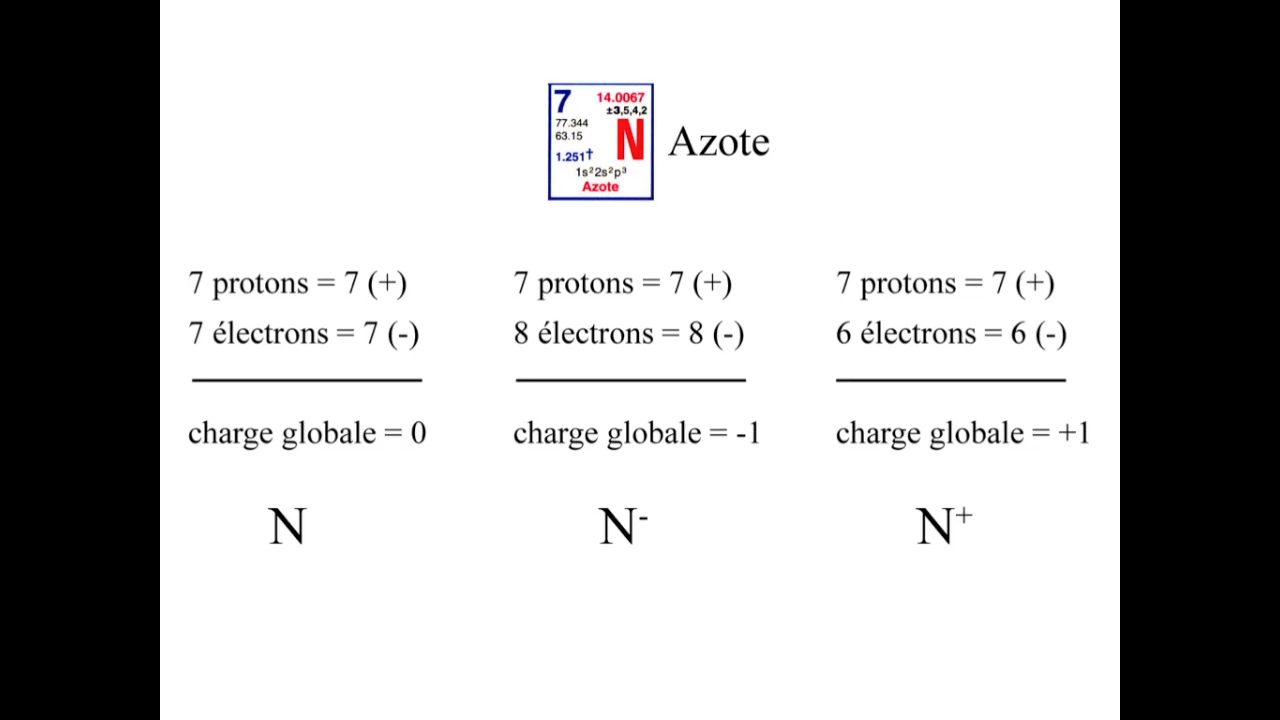 7 14.0067
±3,5,4,2
77.344
63.15
N
1.251†
1s²2s²p³
Azote
Azote
7 protons = 7 (+)
7 électrons = 7 (-)
charge globale = 0
N
7 protons = 7 (+)
8 électrons = 8 (-)
charge globale = -1
N⁻
7 protons = 7 (+)
6 électrons = 6 (-)
charge globale = +1
N⁺